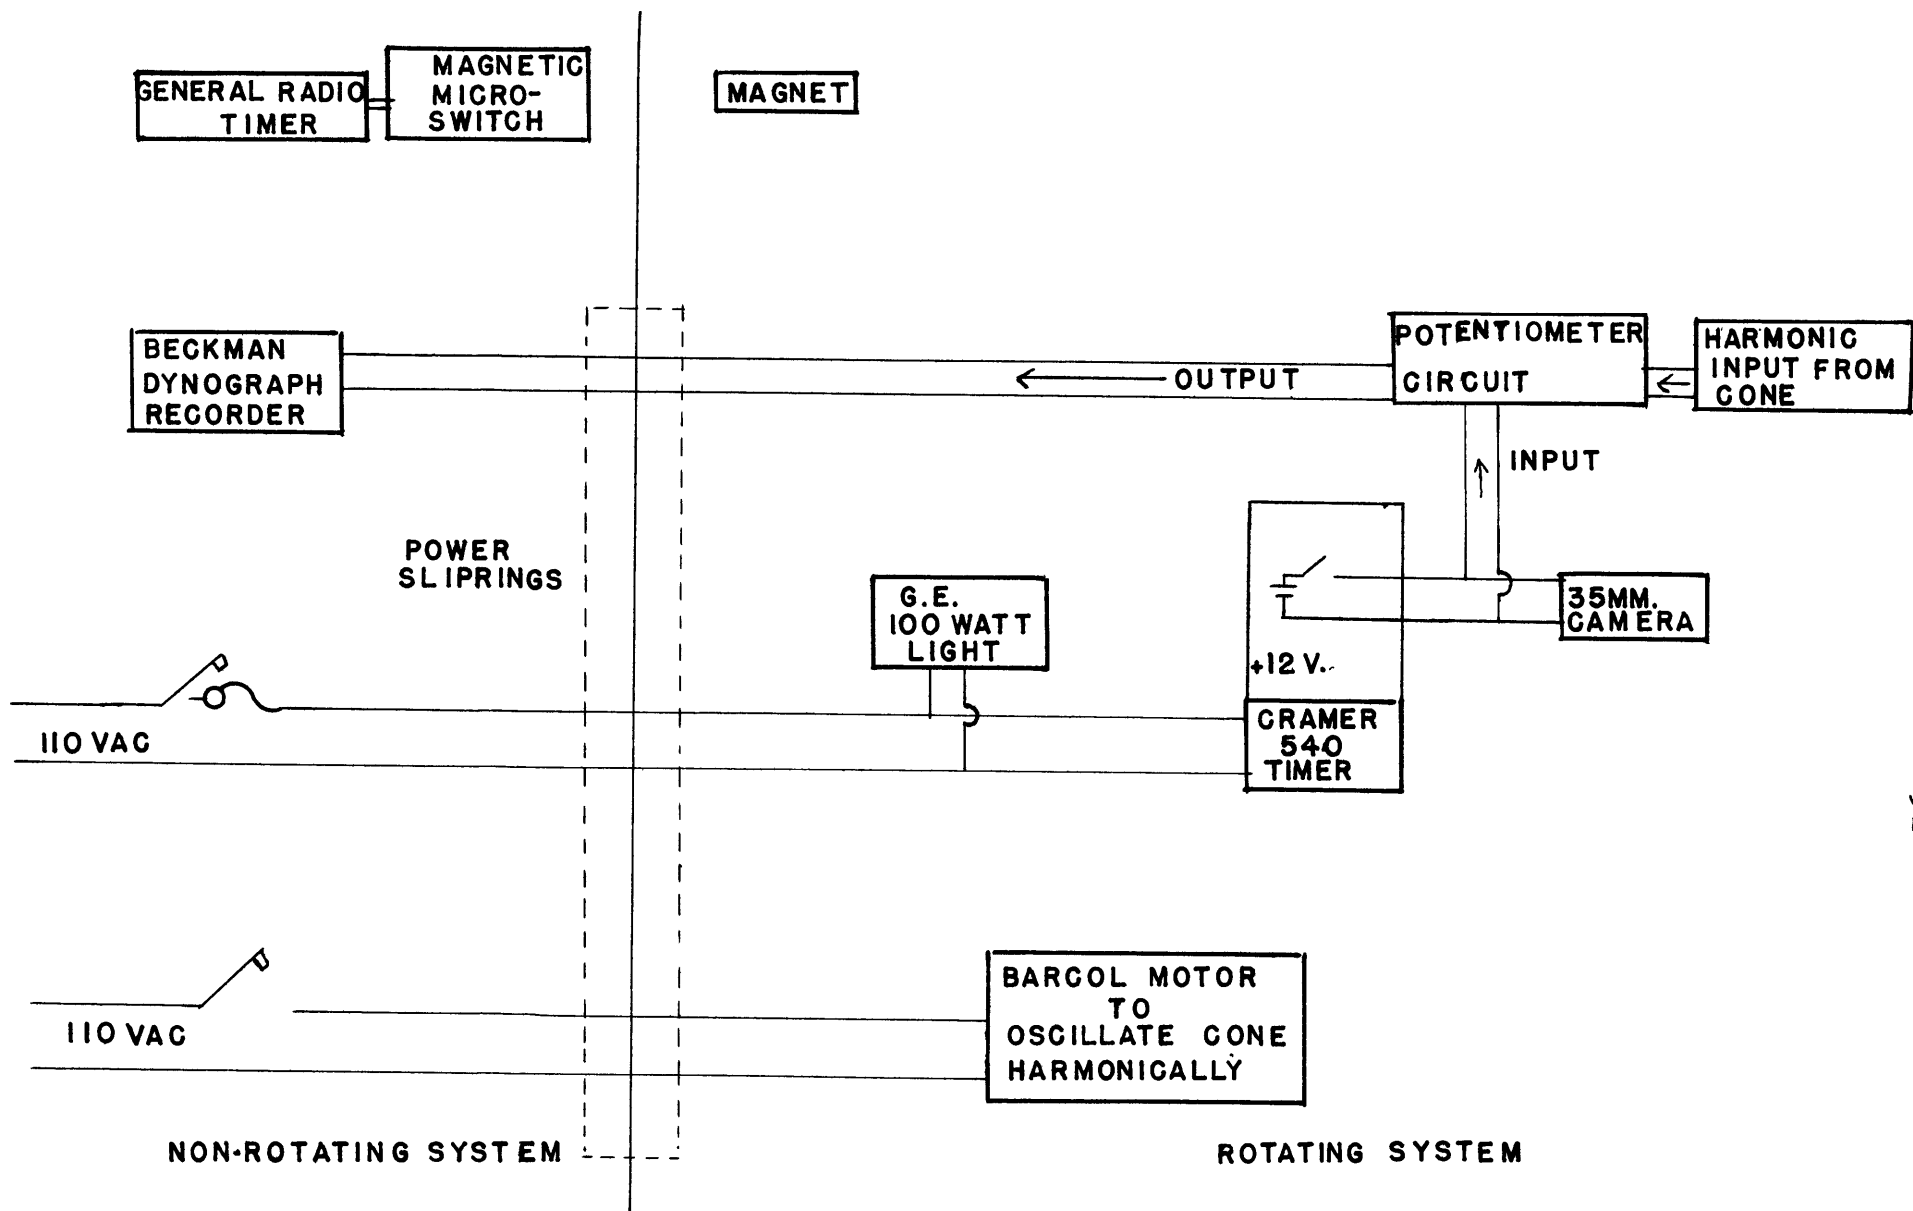 GENERAL RADIO
TIMER
MAGNETIC
MICRO-
SWITCH
MAGNET
BECKMAN
DYNOGRAPH
RECORDER
OUTPUT
POTENTIOMETER
CIRCUIT
HARMONIC
INPUT FROM
CONE
INPUT
POWER
SLIPRINGS
G.E.
100 WATT
LIGHT
+12 V.
35MM.
CAMERA
110 VAC
CRAMER
540
TIMER
110 VAC
BARCOL MOTOR
TO
OSCILLATE CONE
HARMONICALLY
NON-ROTATING SYSTEM
ROTATING SYSTEM